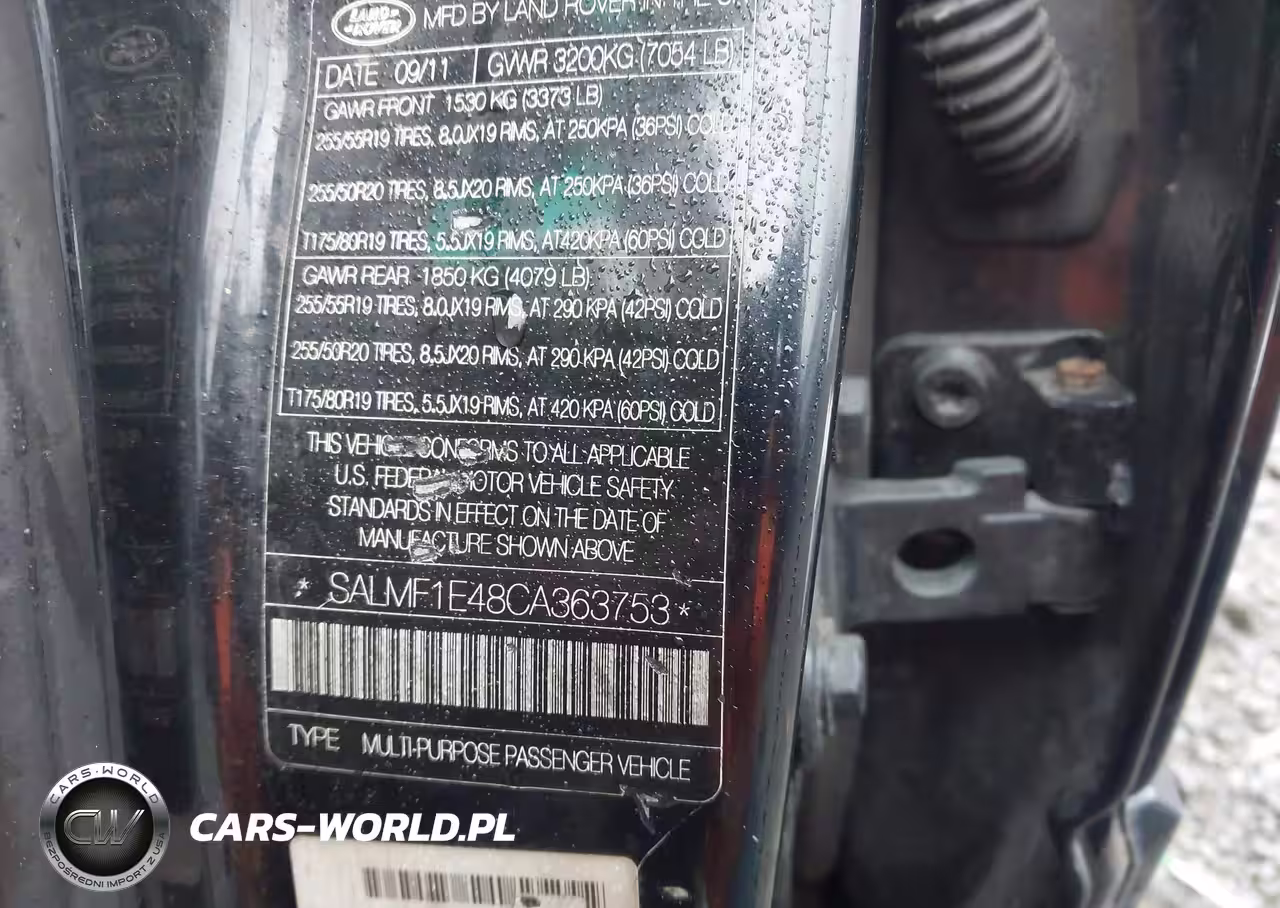 LAND ROVER
MFD BY LAND ROVER IN THE
DATE 09/11 GVWR 3200KG (7054 LB)
GAWR FRONT 1530 KG (3373 LB)
255/55R19 TIRES, 8.0JX19 RIMS, AT 250KPA (36PSI) COLD
255/50R20 TIRES, 8.5JX20 RIMS, AT 250KPA (36PSI) COLD
T175/80R19 TIRES, 5.5JX19 RIMS, AT420KPA (60PSI) COLD
GAWR REAR 1850 KG (4079 LB)
255/55R19 TIRES, 8.0JX19 RIMS, AT 290 KPA (42PSI) COLD
255/50R20 TIRES, 8.5JX20 RIMS, AT 290 KPA (42PSI) COLD
T175/80R19 TIRES, 5.5JX19 RIMS, AT 420 KPA (60PSI) COLD
THIS VEHICLE CONFORMS TO ALL APPLICABLE
U.S. FEDERAL MOTOR VEHICLE SAFETY
STANDARDS IN EFFECT ON THE DATE OF
MANUFACTURE SHOWN ABOVE
* SALMF1E48CA363753 *
TYPE MULTI-PURPOSE PASSENGER VEHICLE
CARS-WORLD
CW
BEZPOŚREDNI IMPORT Z USA
CARS-WORLD.PL